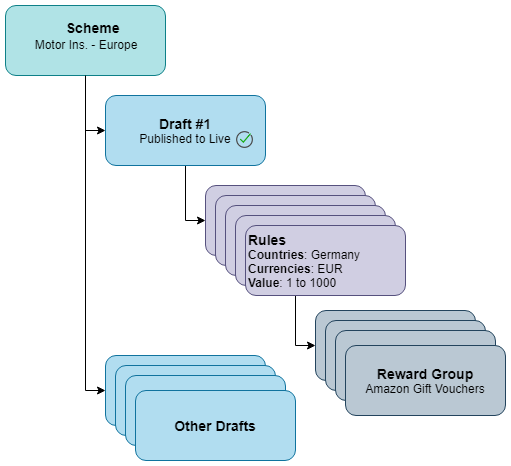 Scheme
Motor Ins. - Europe
Draft #1
Published to Live
Rules
Countries: Germany
Currencies: EUR
Value: 1 to 1000
Reward Group
Amazon Gift Vouchers
Other Drafts